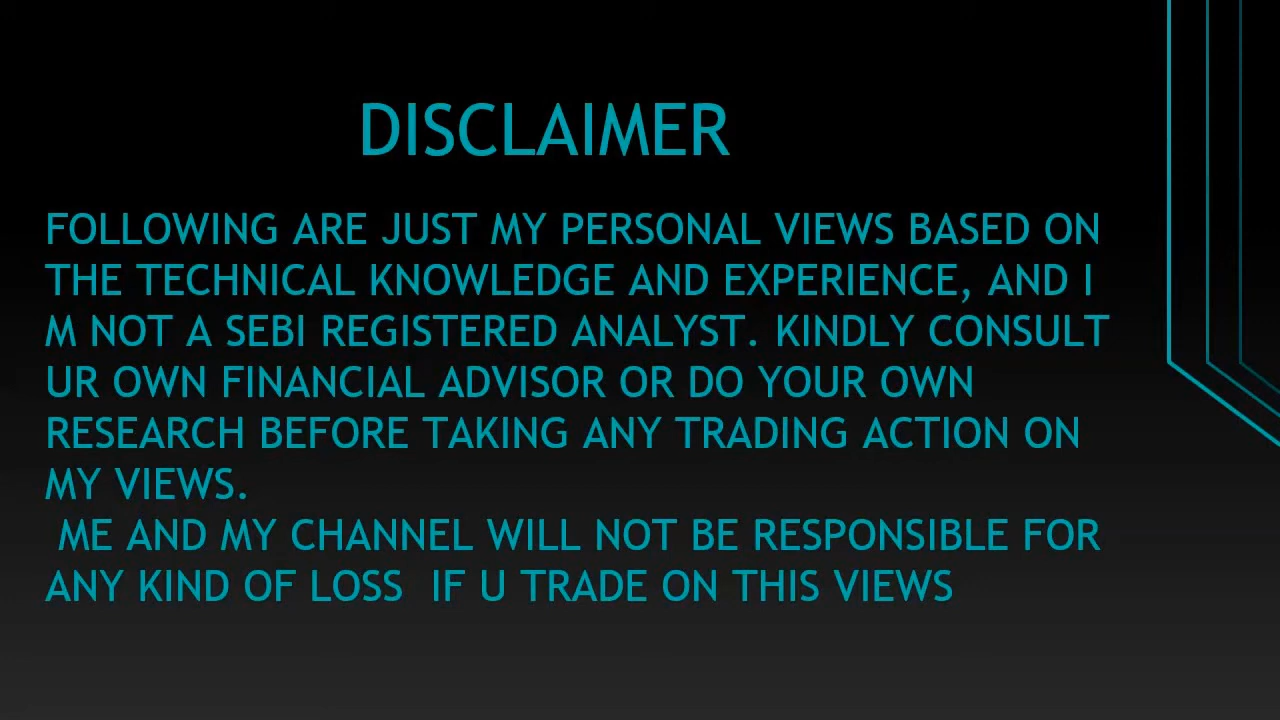 DISCLAIMER
FOLLOWING ARE JUST MY PERSONAL VIEWS BASED ON
THE TECHNICAL KNOWLEDGE AND EXPERIENCE, AND I
M NOT A SEBI REGISTERED ANALYST. KINDLY CONSULT
UR OWN FINANCIAL ADVISOR OR DO YOUR OWN
RESEARCH BEFORE TAKING ANY TRADING ACTION ON
MY VIEWS.
ME AND MY CHANNEL WILL NOT BE RESPONSIBLE FOR
ANY KIND OF LOSS  IF U TRADE ON THIS VIEWS